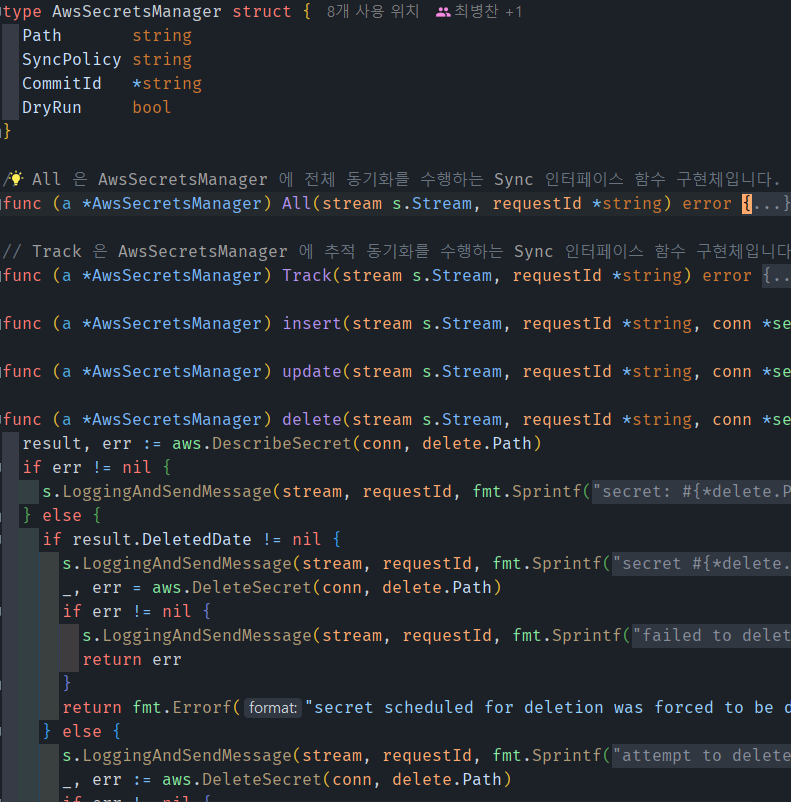 type AwsSecretsManager struct { 8개 사용 위치 최병찬 +1
Path string
SyncPolicy string
CommitId *string
DryRun bool
}
/ All 은 AwsSecretsManager 에 전체 동기화를 수행하는 Sync 인터페이스 함수 구현체입니다.
func (a *AwsSecretsManager) All(stream s.Stream, requestId *string) error {...}
// Track 은 AwsSecretsManager 에 추적 동기화를 수행하는 Sync 인터페이스 함수 구현체입니다
func (a *AwsSecretsManager) Track(stream s.Stream, requestId *string) error {..
func (a *AwsSecretsManager) insert(stream s.Stream, requestId *string, conn *se
func (a *AwsSecretsManager) update(stream s.Stream, requestId *string, conn *se
func (a *AwsSecretsManager) delete(stream s.Stream, requestId *string, conn *se
result, err := aws.DescribeSecret(conn, delete.Path)
if err != nil {
s.LoggingAndSendMessage(stream, requestId, fmt.Sprintf("secret: #{*delete.P
} else {
if result.DeletedDate != nil {
s.LoggingAndSendMessage(stream, requestId, fmt.Sprintf("secret #{*delete.
_, err = aws.DeleteSecret(conn, delete.Path)
if err != nil {
s.LoggingAndSendMessage(stream, requestId, fmt.Sprintf("failed to delet
return err
}
return fmt.Errorf( format: "secret scheduled for deletion was forced to be d
} else {
s.LoggingAndSendMessage(stream, requestId, fmt.Sprintf("attempt to delete
_, err := aws.DeleteSecret(conn, delete.Path)
if err != nil {